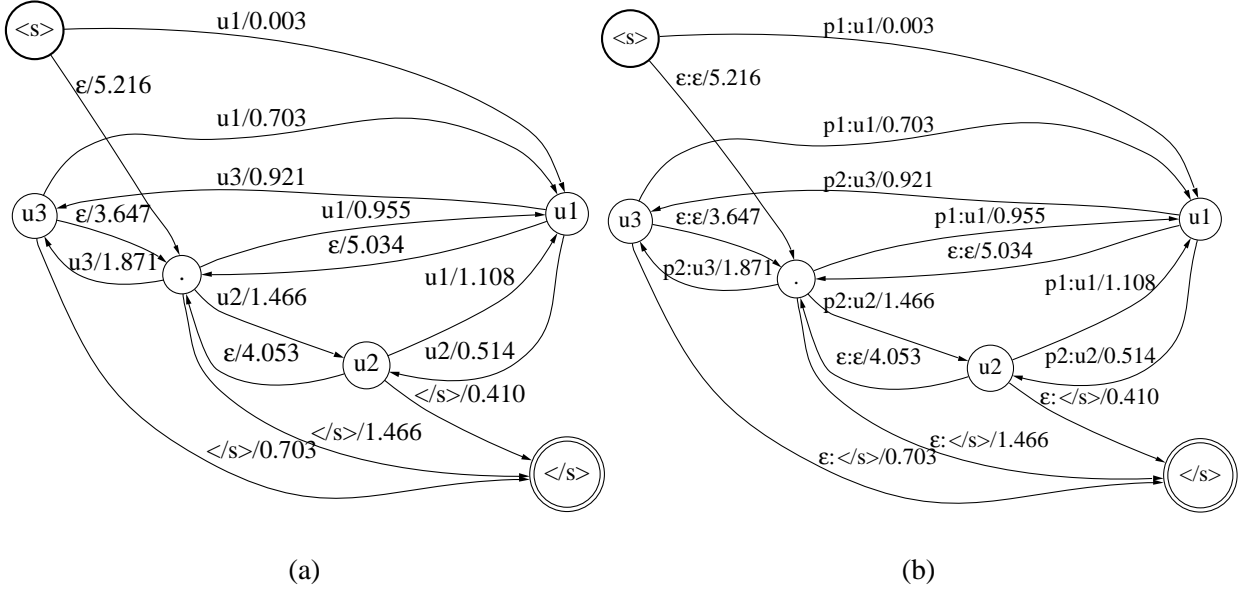 <s>
u1/0.003
ε/5.216
u1/0.703
u3/0.921
u3
ε/3.647
u1/0.955
u1
u3/1.871
.
ε/5.034
u2/1.466
u1/1.108
ε/4.053
u2
u2/0.514
</s>/0.410
</s>/1.466
</s>/0.703
</s>
(a)
<s>
p1:u1/0.003
ε:ε/5.216
p1:u1/0.703
p2:u3/0.921
u3
ε:ε/3.647
p1:u1/0.955
u1
p2:u3/1.871
.
ε:ε/5.034
p2:u2/1.466
p1:u1/1.108
ε:ε/4.053
u2
p2:u2/0.514
ε:</s>/0.410
ε:</s>/1.466
ε:</s>/0.703
</s>
(b)